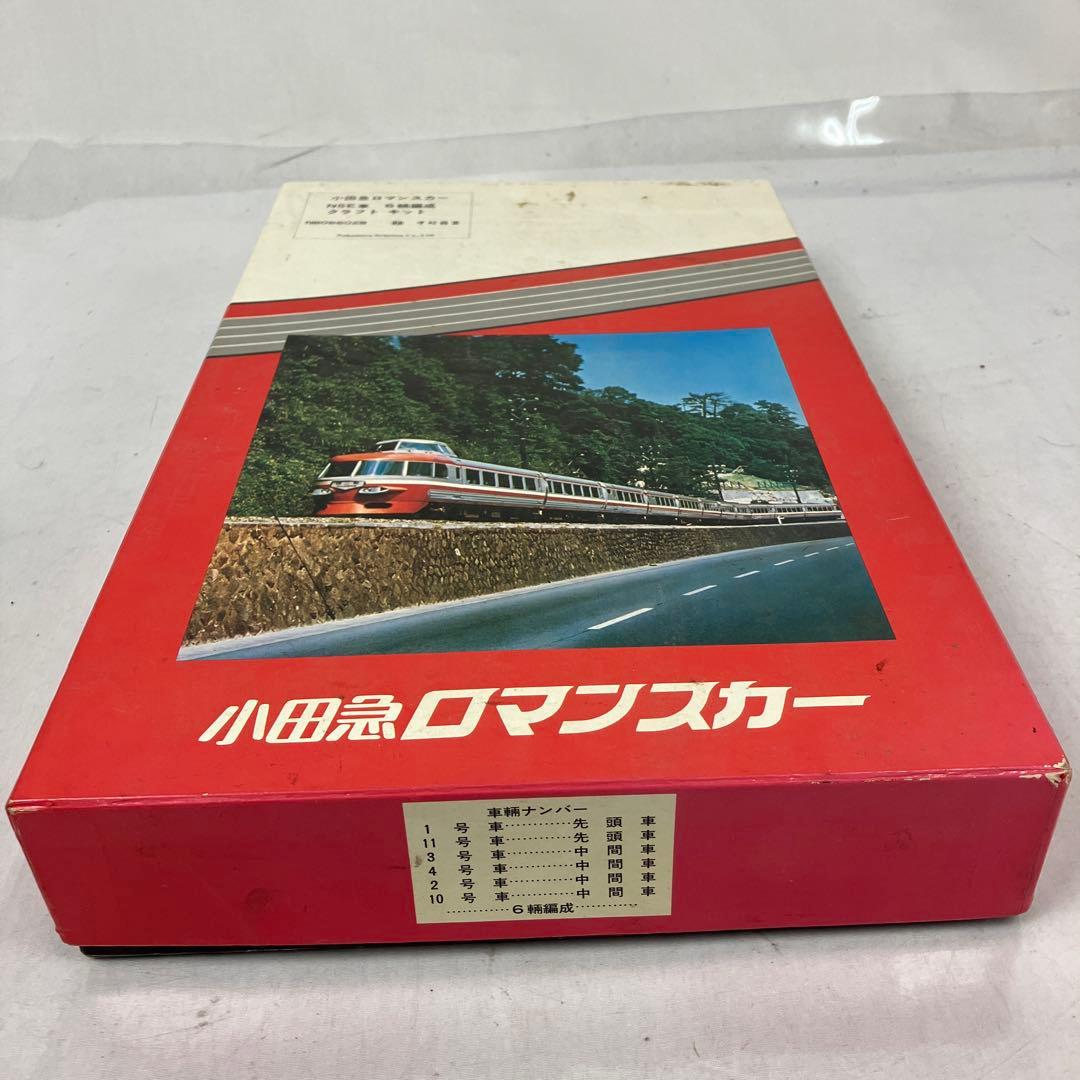 小田急ロマンスカー
NSE車 6輌編成
クラフト キット
小田急ロマンスカー
車輌ナンバー
1 号車…………先頭車
11 号車…………先頭車
3 号車…………中間車
4 号車…………中間車
2 号車…………中間車
10 号車…………中間車
…………6輌編成…………